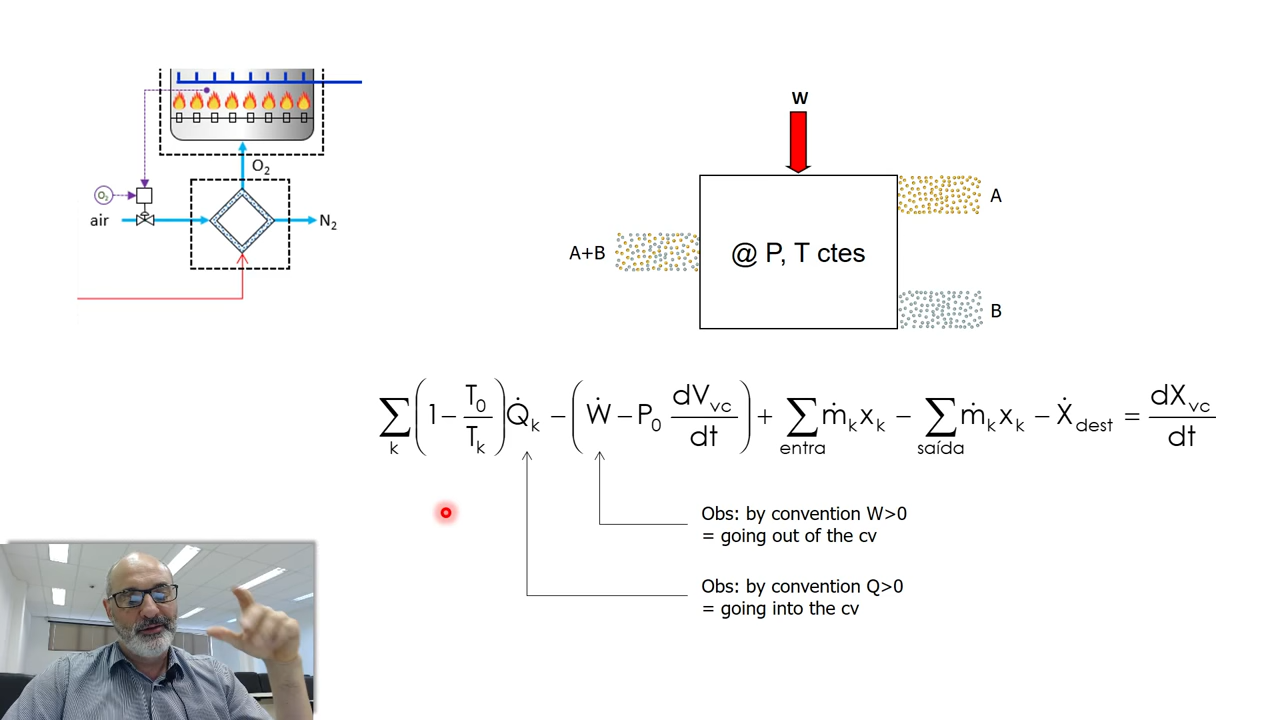 O₂
O₂
air
N₂
W
A
A+B
@ P, T ctes
B
∑ₖ (1 − T₀/Tₖ) Q̇ₖ − (Ẇ − P₀ dV_vc/dt) + ∑_entra ṁₖxₖ − ∑_saída ṁₖxₖ − Ẋ_dest = dX_vc/dt
Obs: by convention W>0
= going out of the cv
Obs: by convention Q>0
= going into the cv